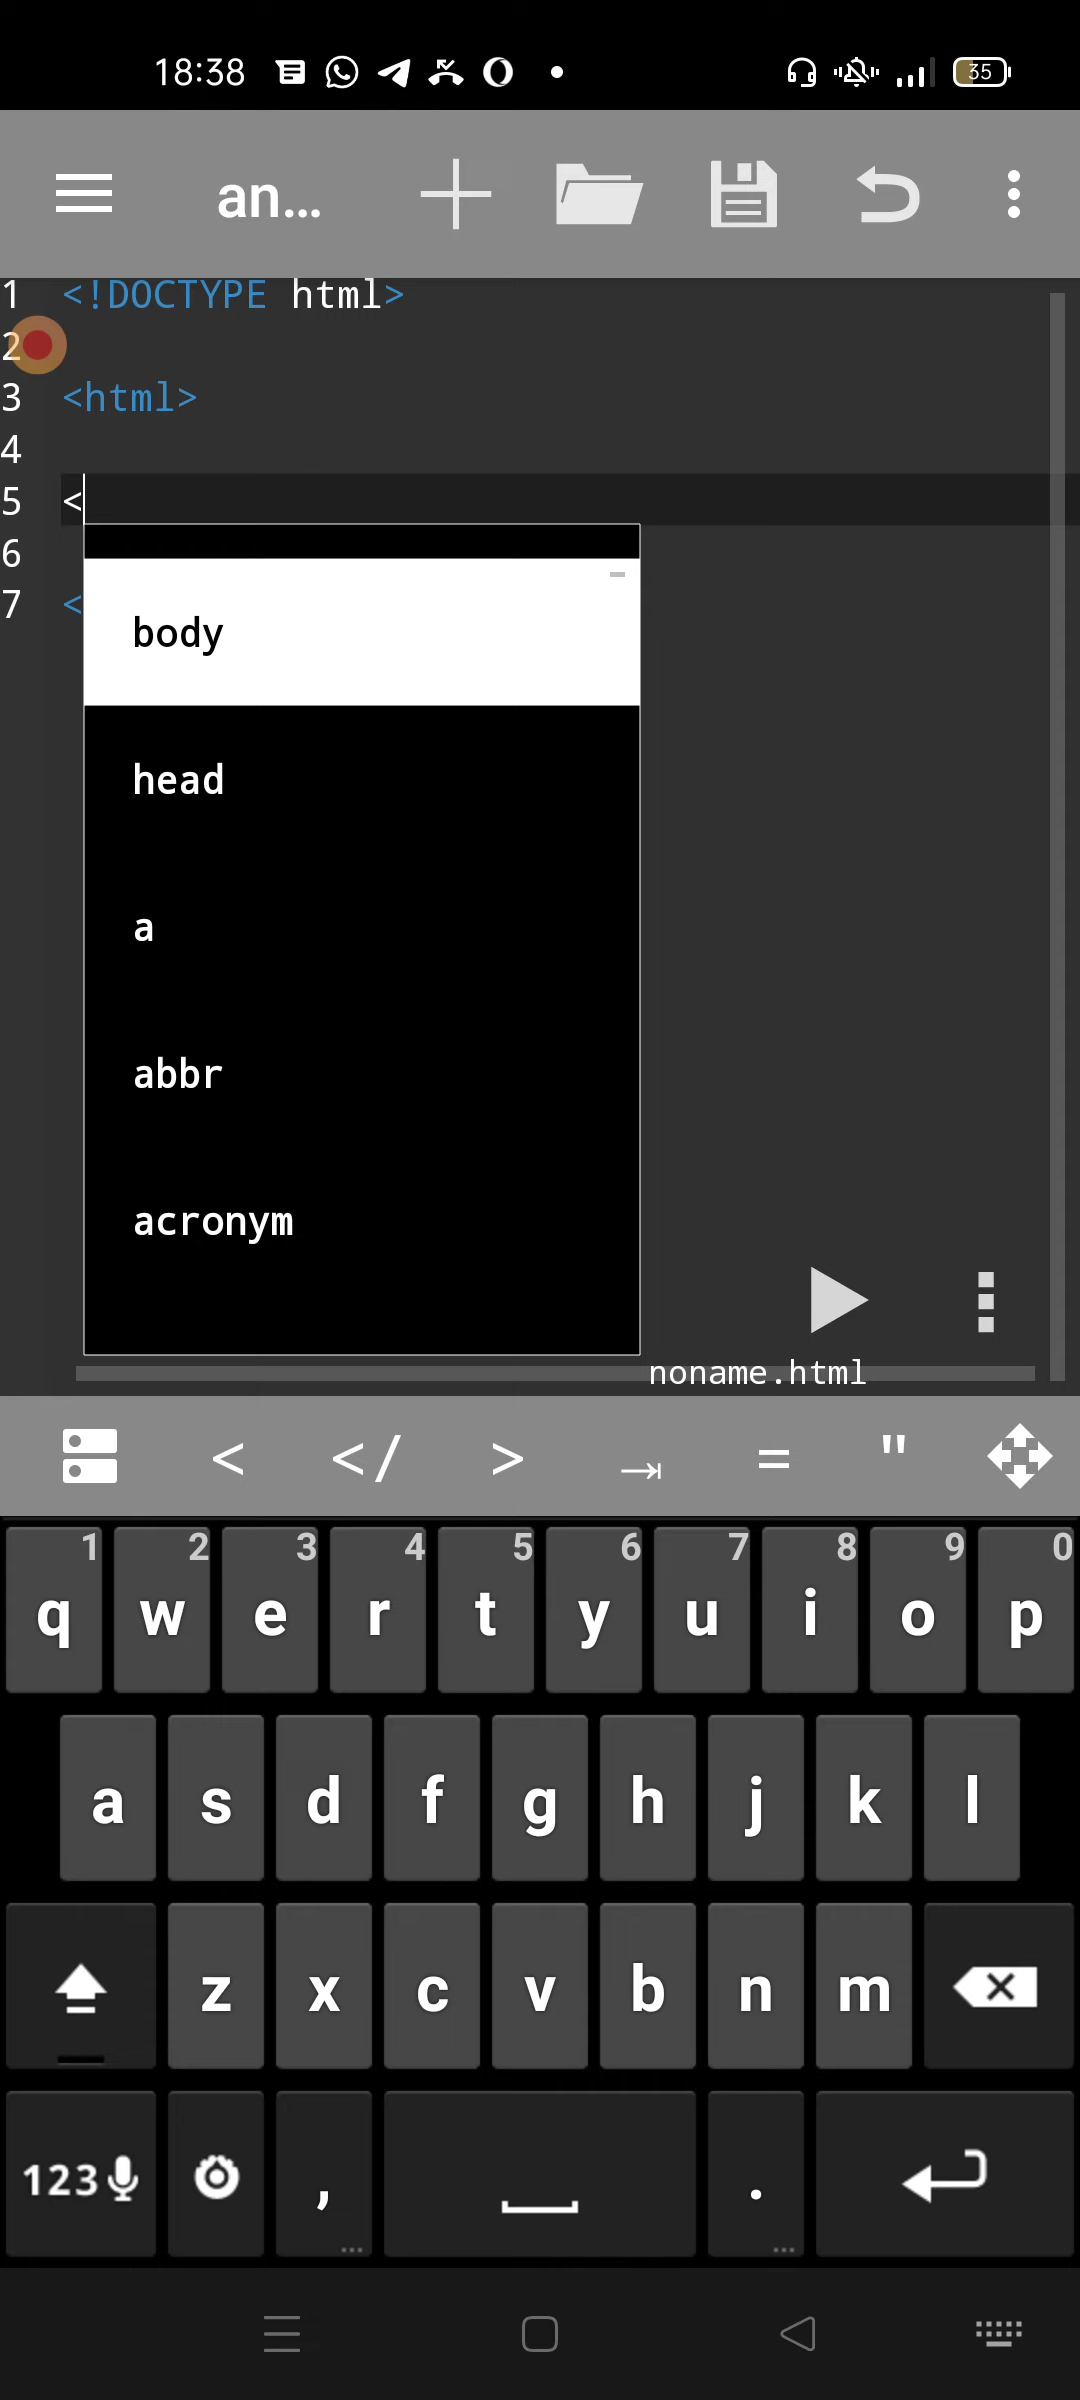 18:38
35
an...
1 <!DOCTYPE html>
2
3 <html>
4
5 <
6
7 <
body
head
a
abbr
acronym
noname.html
< </ > = "
1 2 3 4 5 6 7 8 9 0
q w e r t y u i o p
a s d f g h j k l
z x c v b n m
123 , .